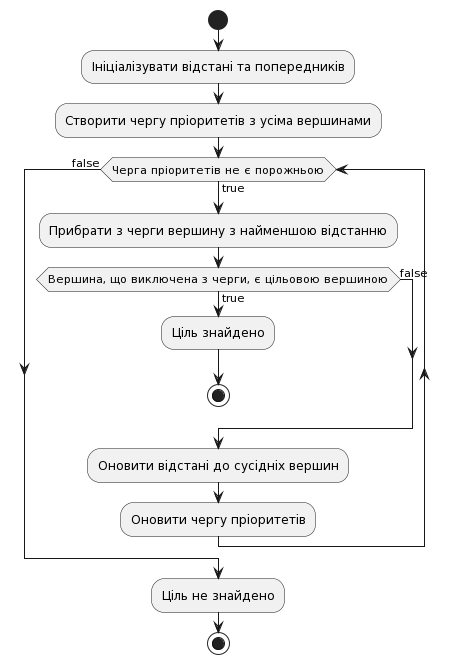 Ініціалізувати відстані та попередників
Створити чергу пріоритетів з усіма вершинами
false
Черга пріоритетів не є порожньою
true
Прибрати з черги вершину з найменшою відстанню
Вершина, що виключена з черги, є цільовою вершиною
false
true
Ціль знайдено
Оновити відстані до сусідніх вершин
Оновити чергу пріоритетів
Ціль не знайдено